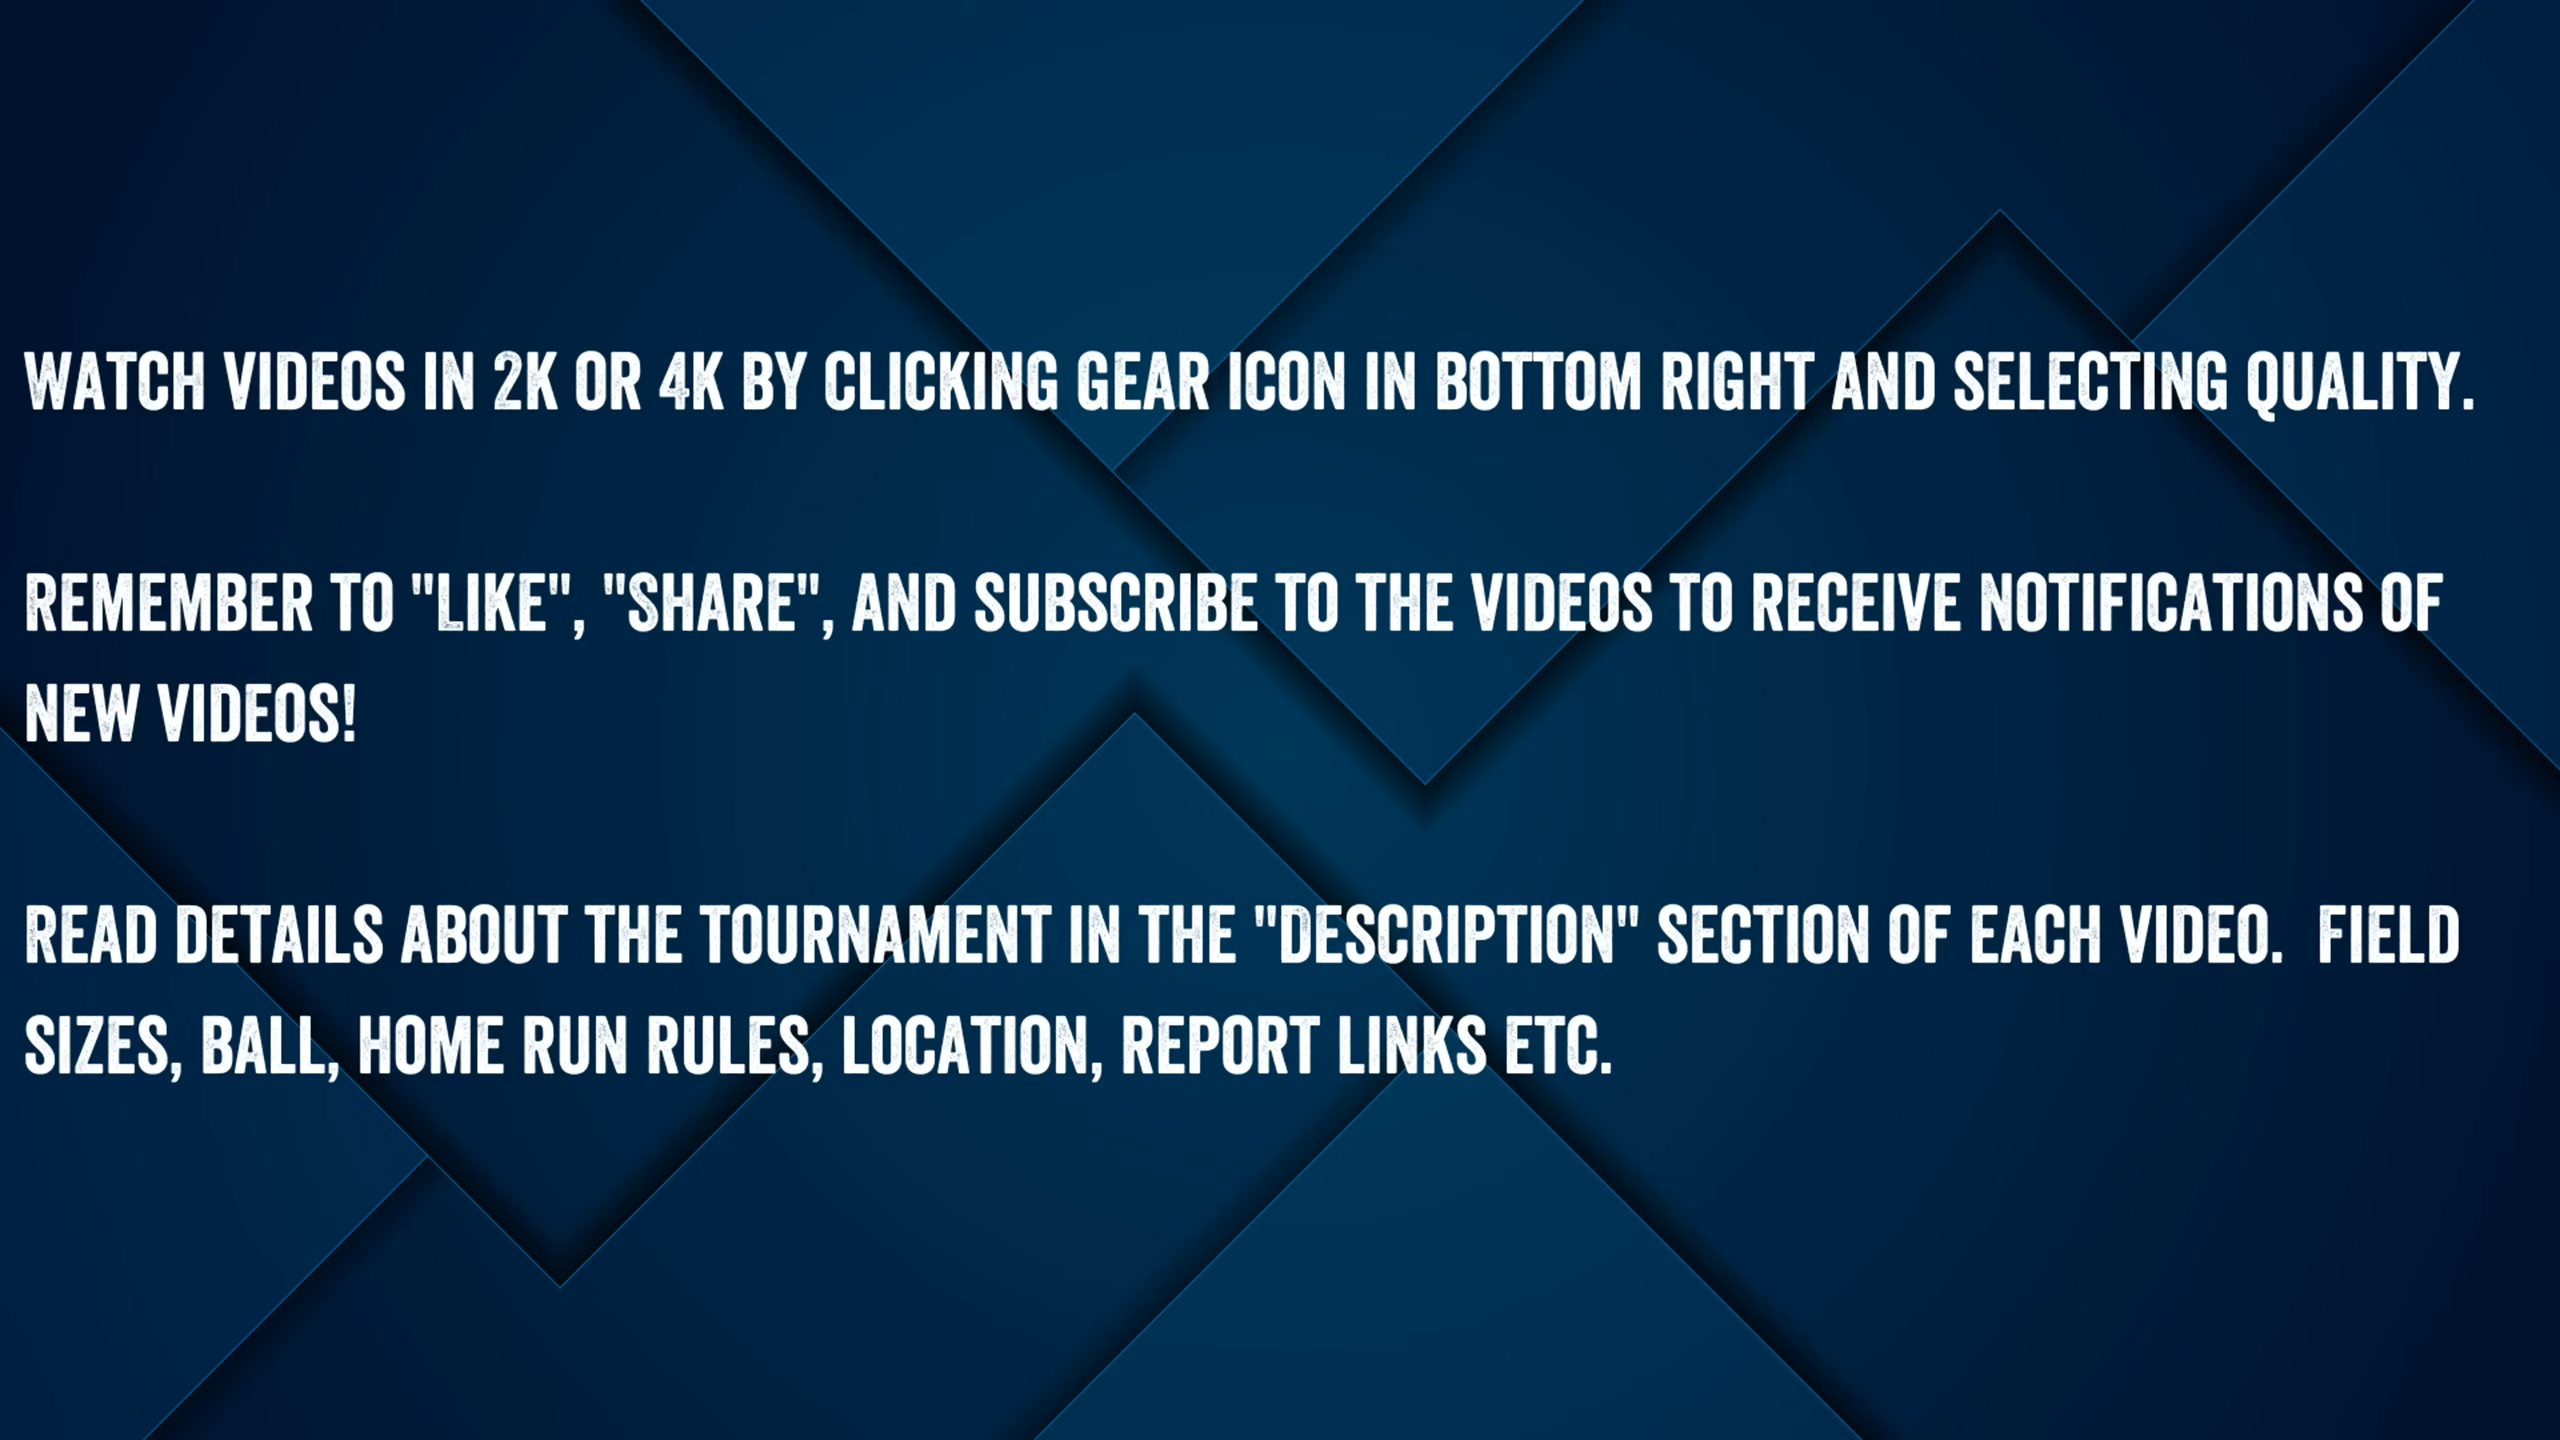 WATCH VIDEOS IN 2K OR 4K BY CLICKING GEAR ICON IN BOTTOM RIGHT AND SELECTING QUALITY.
REMEMBER TO "LIKE", "SHARE", AND SUBSCRIBE TO THE VIDEOS TO RECEIVE NOTIFICATIONS OF
NEW VIDEOS!
READ DETAILS ABOUT THE TOURNAMENT IN THE "DESCRIPTION" SECTION OF EACH VIDEO.  FIELD
SIZES, BALL, HOME RUN RULES, LOCATION, REPORT LINKS ETC.